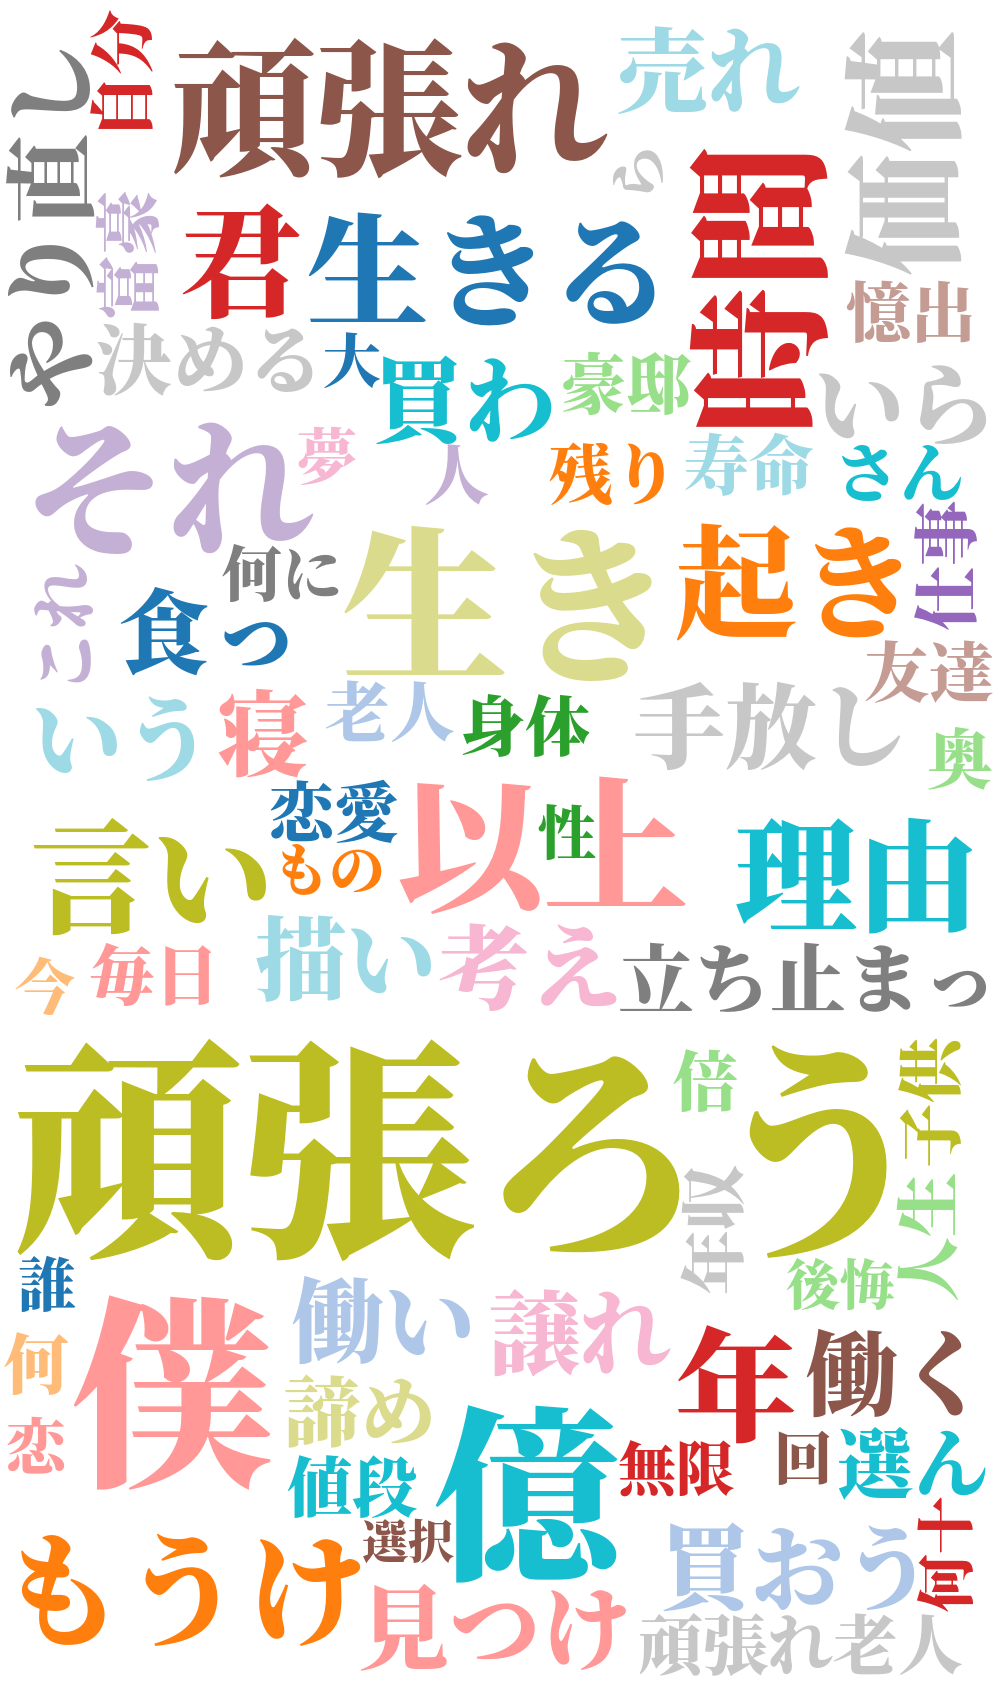 自分
頑張れ
売れ
価値
やり直し
ら
時間
富豪
君
生きる
憶出
決める
大
買わ
豪邸
いら
それ
夢
人
残り
寿命
さん
何に
生き
起き
仕事
これ
食っ
友達
いう
寝
老人
身体
手放し
奥
恋愛
以上
性
言い
もの
理由
今
毎日
描い
考え
立ち止まっ
頑張ろう
倍
子供
年収
人生
誰
僕
働い
譲れ
後悔
何
年
働く
恋
諦め
億
無限
回
選ん
値段
選択
もうけ
見つけ
買おう
何十
頑張れ老人